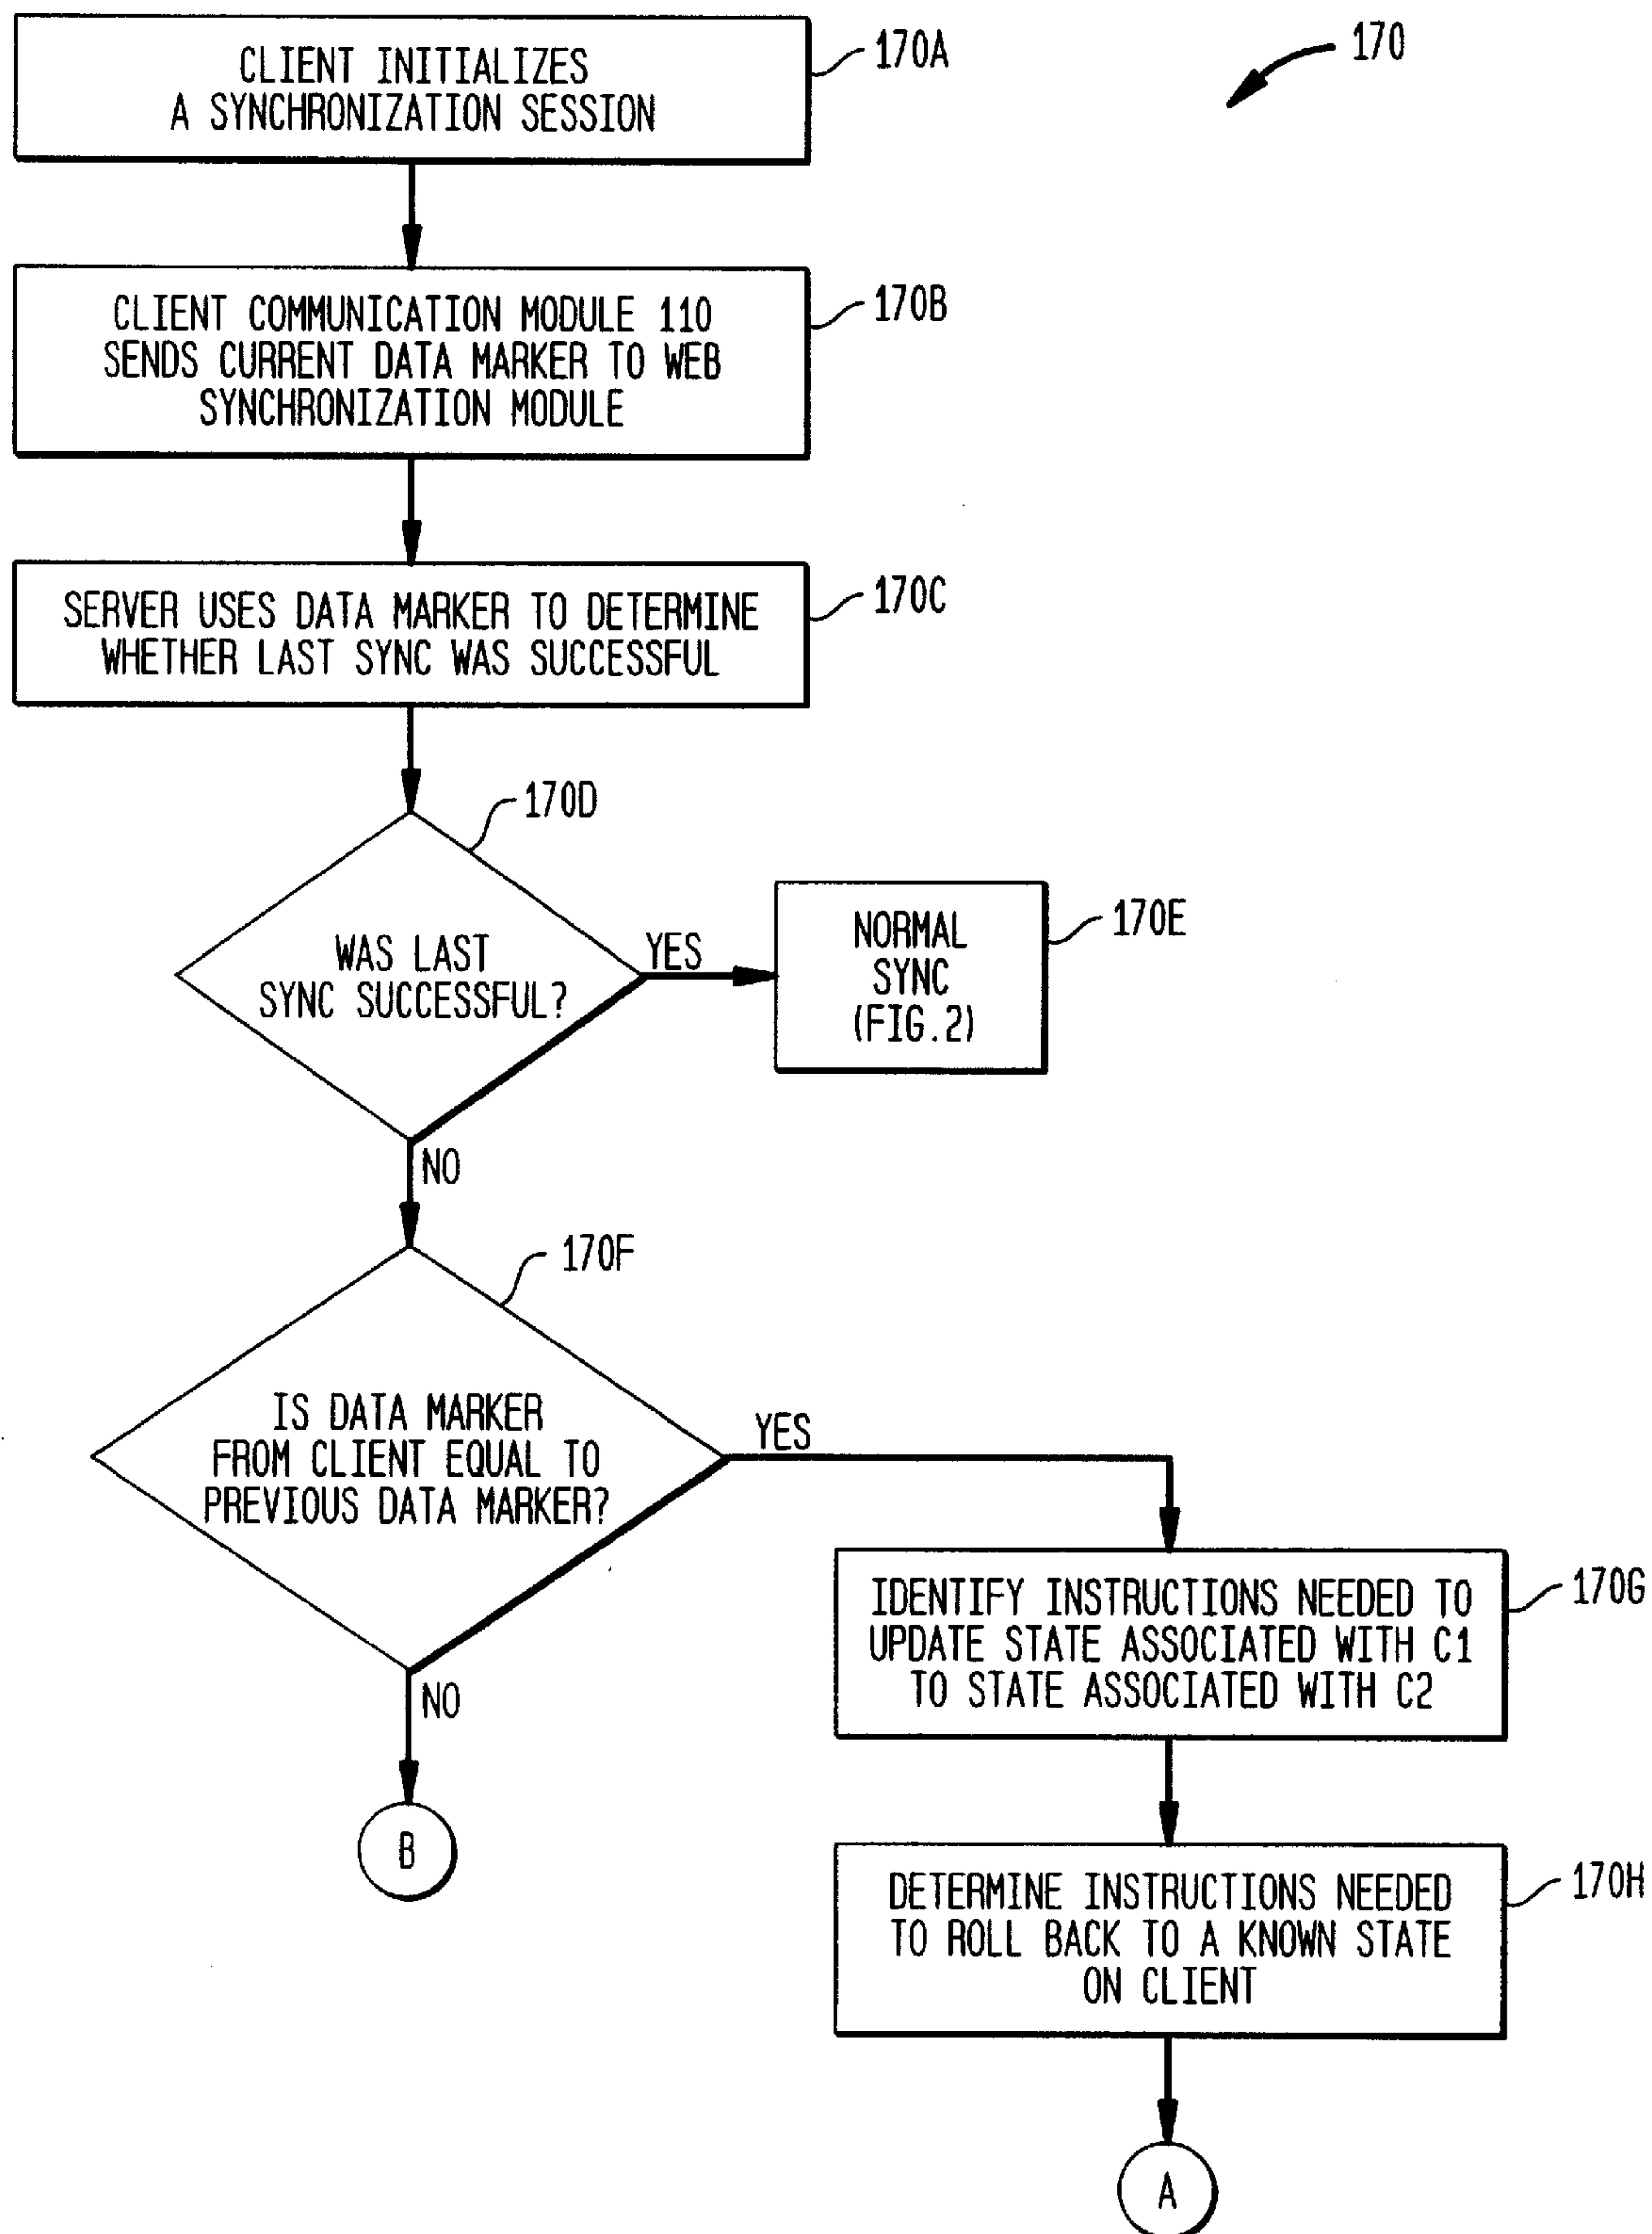 170
CLIENT INITIALIZES
A SYNCHRONIZATION SESSION
170A
CLIENT COMMUNICATION MODULE 110
SENDS CURRENT DATA MARKER TO WEB
SYNCHRONIZATION MODULE
170B
SERVER USES DATA MARKER TO DETERMINE
WHETHER LAST SYNC WAS SUCCESSFUL
170C
170D
WAS LAST
SYNC SUCCESSFUL?
YES
NORMAL
SYNC
(FIG.2)
170E
NO
170F
IS DATA MARKER
FROM CLIENT EQUAL TO
PREVIOUS DATA MARKER?
YES
IDENTIFY INSTRUCTIONS NEEDED TO
UPDATE STATE ASSOCIATED WITH C1
TO STATE ASSOCIATED WITH C2
170G
NO
B
DETERMINE INSTRUCTIONS NEEDED
TO ROLL BACK TO A KNOWN STATE
ON CLIENT
170H
A